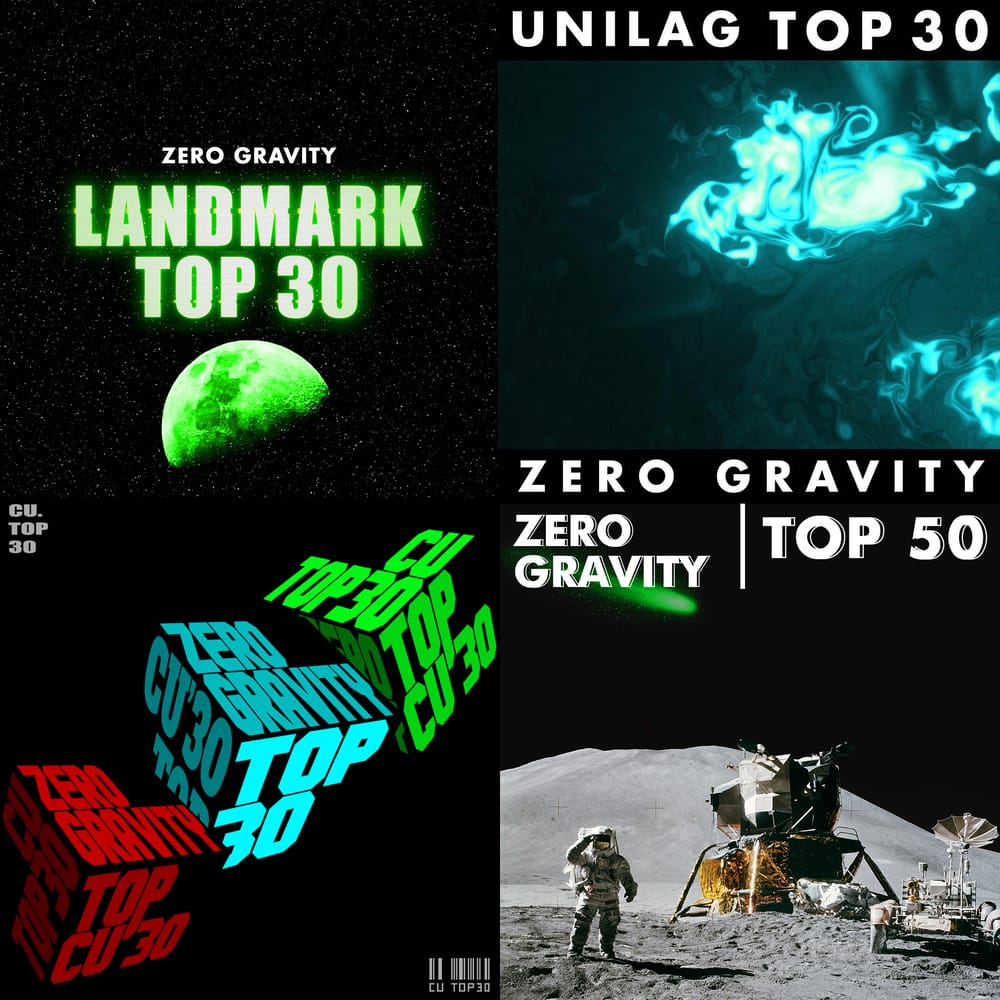 ZERO GRAVITY
LANDMARK
TOP 30
UNILAG TOP 30
ZERO GRAVITY
CU.
TOP
30
CU
TOP30
TOP
CU'30
ZERO
GRAVITY
CU'30
TOP
30
ZERO
GRAVITY
TOP
CU'30
CU TOP30
ZERO
GRAVITY
TOP 50